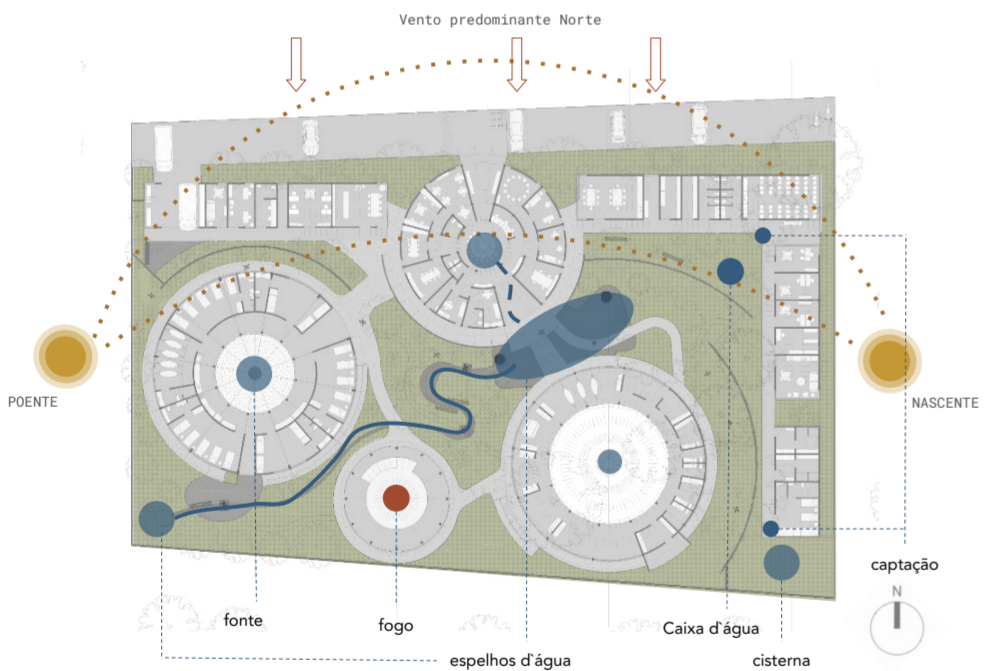 Vento predominante Norte
POENTE
NASCENTE
captação
N
fonte
fogo
Caixa d`água
espelhos d`água
cisterna